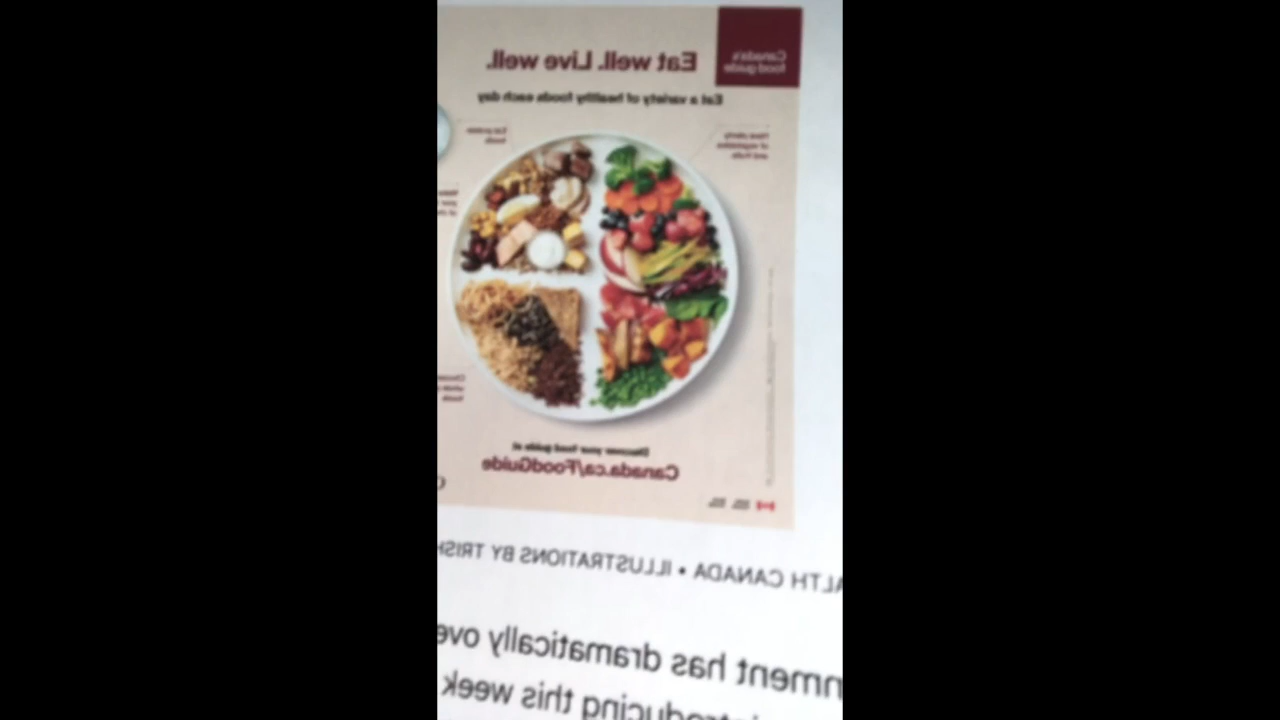 Canada's
food guide
Eat well. Live well.
Eat a variety of healthy foods each day
Have plenty
of vegetables
and fruits
Eat protein
foods
Discover your food guide at
Canada.ca/FoodGuide
ALTH CANADA • ILLUSTRATIONS BY TRISH
nment has dramatically ove
introducing this week